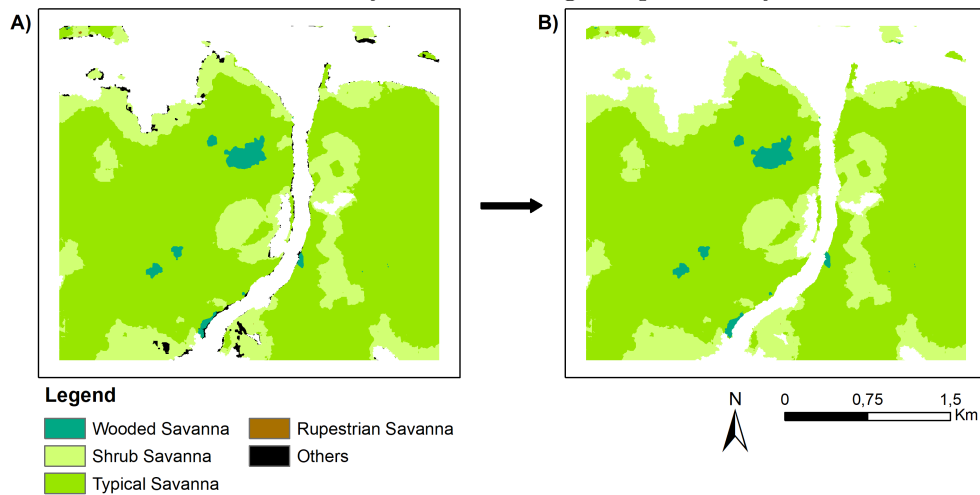 A)
B)
Legend
Wooded Savanna
Shrub Savanna
Typical Savanna
Rupestrian Savanna
Others
N
0 0,75 1,5
Km